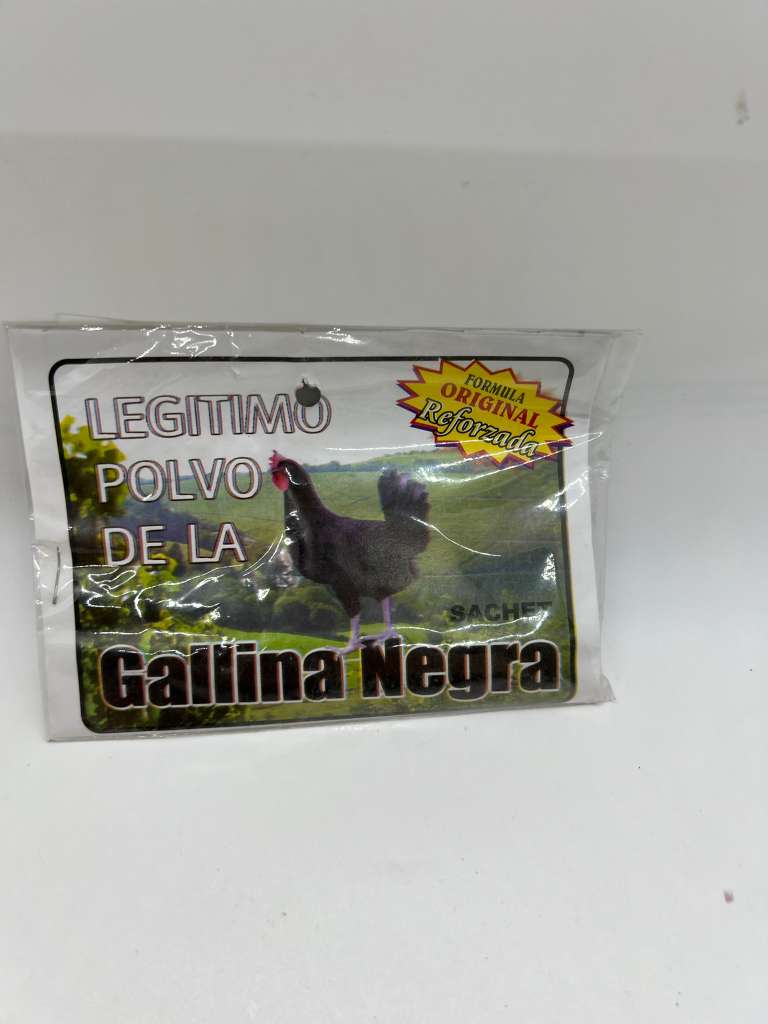 LEGITIMO
POLVO
DE LA
FORMULA
ORIGINAL
Reforzada
SACHET
Gallina Negra